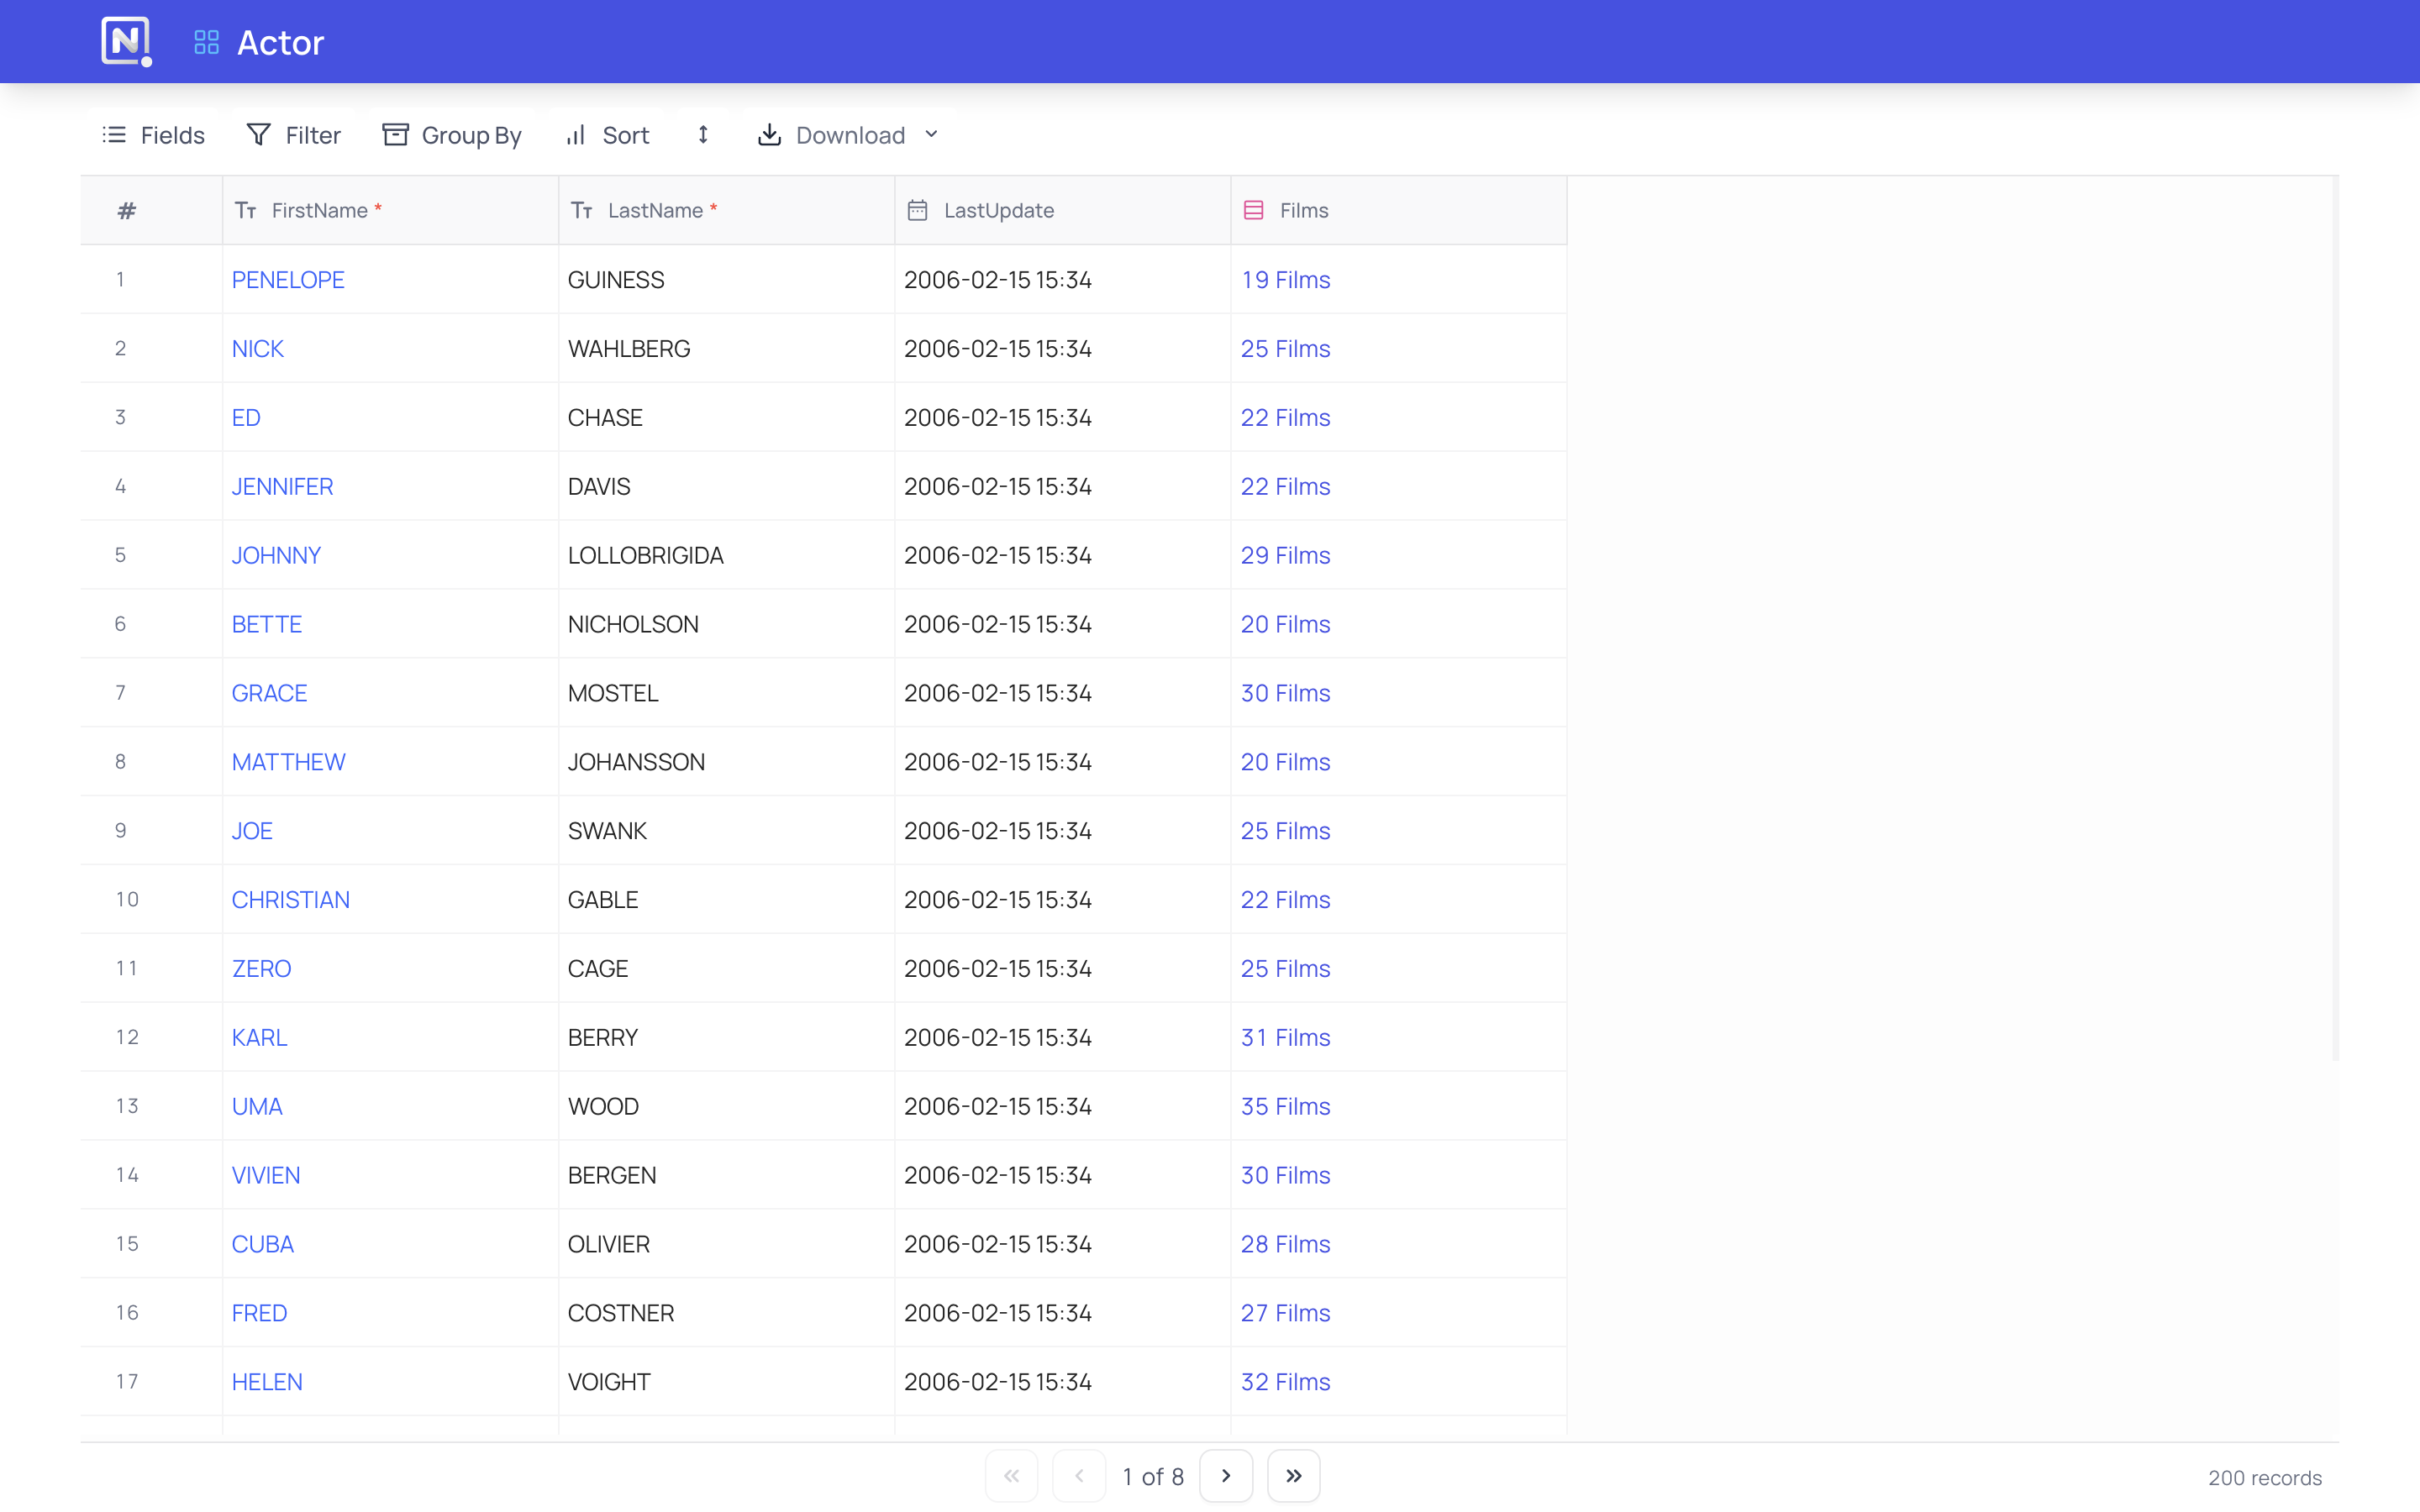 N Actor
Fields Filter Group By Sort Download
# FirstName * LastName * LastUpdate Films
1 PENELOPE GUINESS 2006-02-15 15:34 19 Films
2 NICK WAHLBERG 2006-02-15 15:34 25 Films
3 ED CHASE 2006-02-15 15:34 22 Films
4 JENNIFER DAVIS 2006-02-15 15:34 22 Films
5 JOHNNY LOLLOBRIGIDA 2006-02-15 15:34 29 Films
6 BETTE NICHOLSON 2006-02-15 15:34 20 Films
7 GRACE MOSTEL 2006-02-15 15:34 30 Films
8 MATTHEW JOHANSSON 2006-02-15 15:34 20 Films
9 JOE SWANK 2006-02-15 15:34 25 Films
10 CHRISTIAN GABLE 2006-02-15 15:34 22 Films
11 ZERO CAGE 2006-02-15 15:34 25 Films
12 KARL BERRY 2006-02-15 15:34 31 Films
13 UMA WOOD 2006-02-15 15:34 35 Films
14 VIVIEN BERGEN 2006-02-15 15:34 30 Films
15 CUBA OLIVIER 2006-02-15 15:34 28 Films
16 FRED COSTNER 2006-02-15 15:34 27 Films
17 HELEN VOIGHT 2006-02-15 15:34 32 Films
1 of 8 200 records